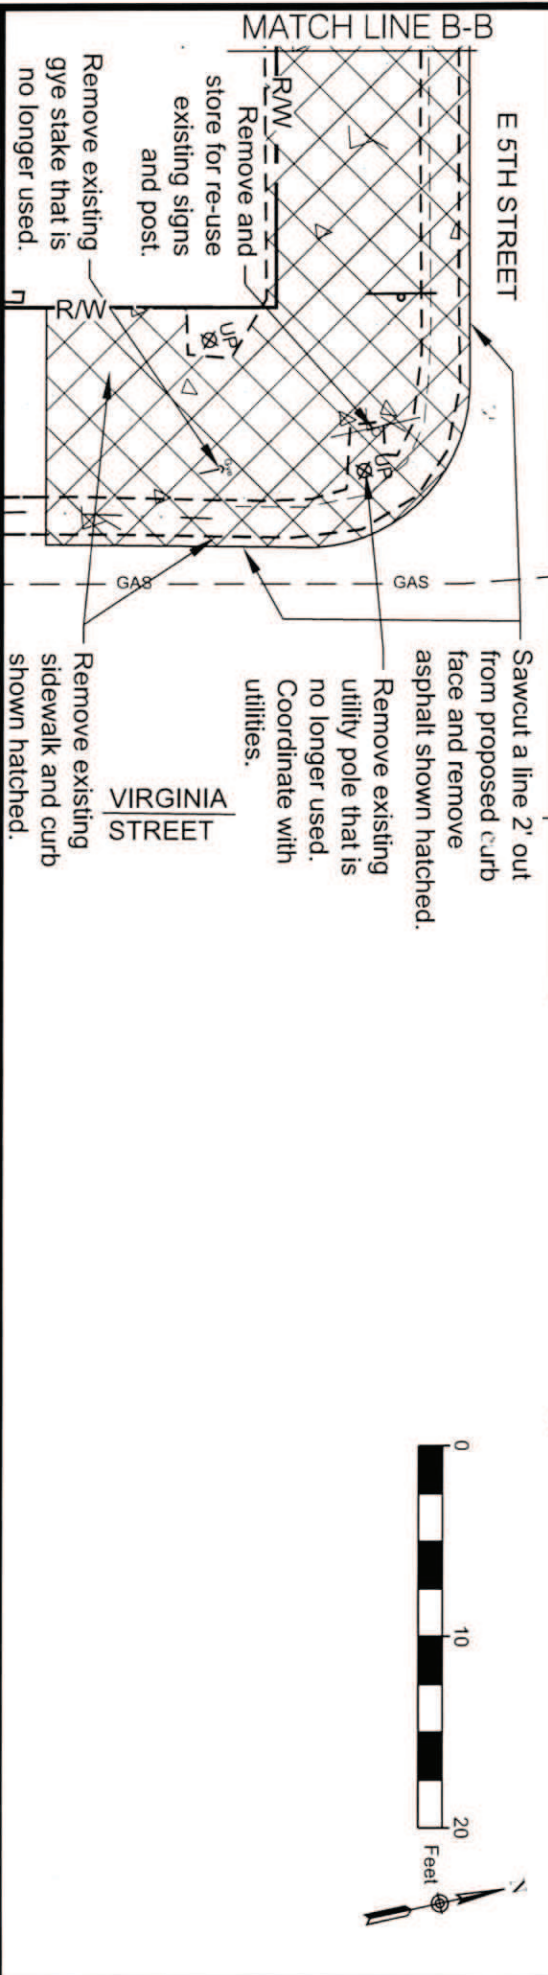 MATCH LINE B-B
E 5TH STREET
R/W
Remove and
store for re-use
existing signs
and post.
Remove existing
gye stake that is
no longer used.
R/W
UP
UP
Gye
GAS
GAS
Sawcut a line 2' out
from proposed curb
face and remove
asphalt shown hatched.
Remove existing
utility pole that is
no longer used.
Coordinate with
utilities.
VIRGINIA
STREET
Remove existing
sidewalk and curb
shown hatched.
0
10
20
Feet
N